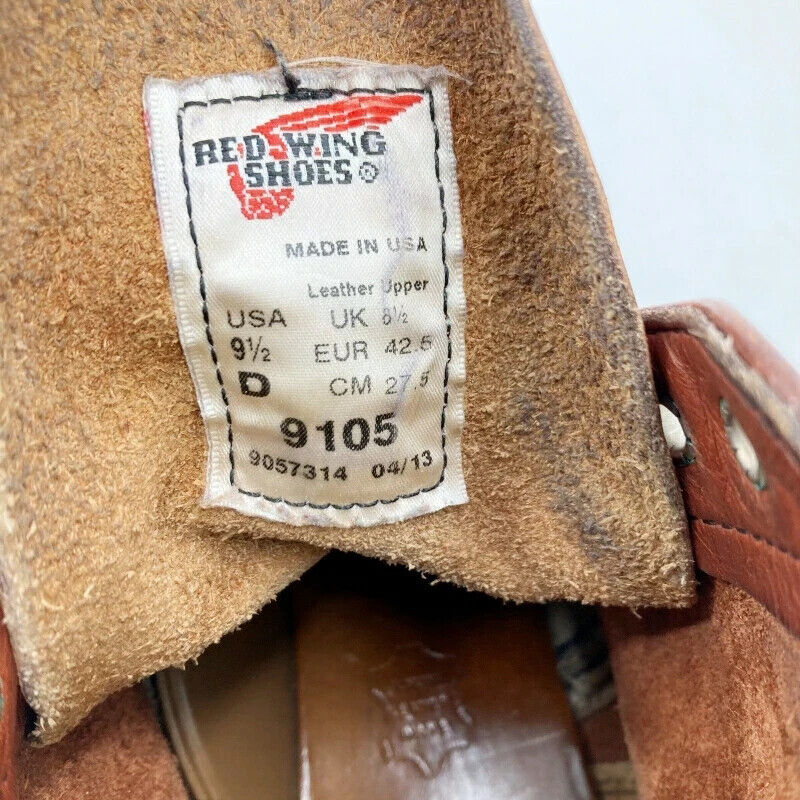 RED WING
SHOES®
MADE IN USA
Leather Upper
USA UK 8½
9½ EUR 42.5
D CM 27.5
9105
9057314 04/13